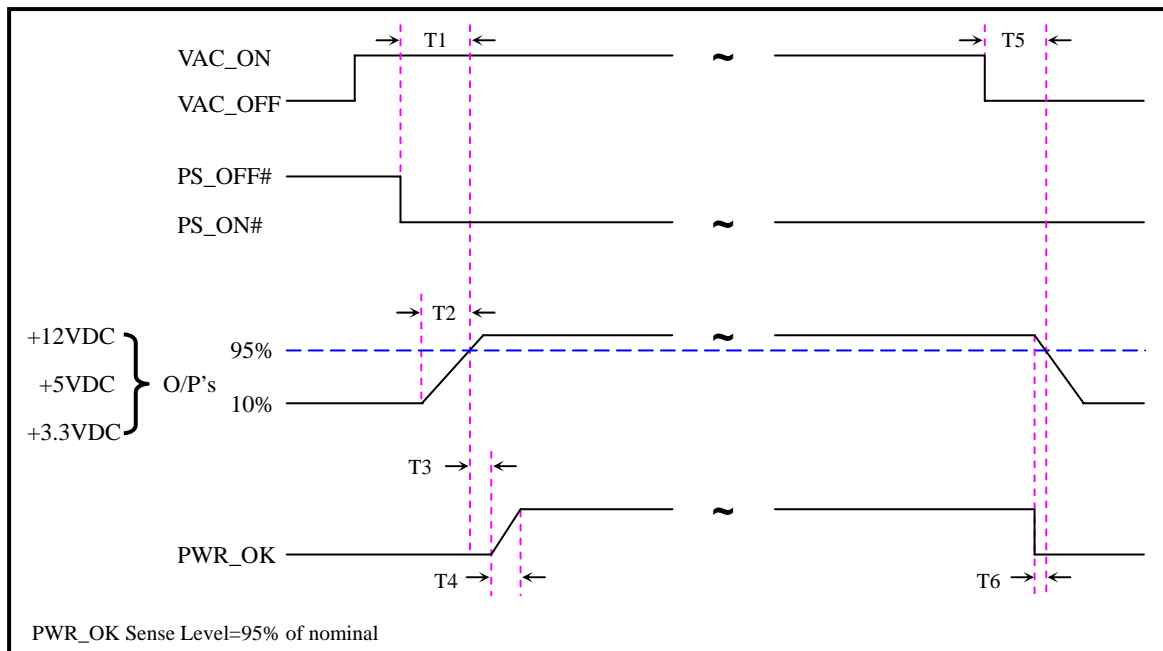 T1
T5
VAC_ON
~
VAC_OFF
PS_OFF#
PS_ON#
~
T2
+12VDC
95%
~
+5VDC
O/P's
10%
+3.3VDC
T3
~
PWR_OK
T4
T6
PWR_OK Sense Level=95% of nominal